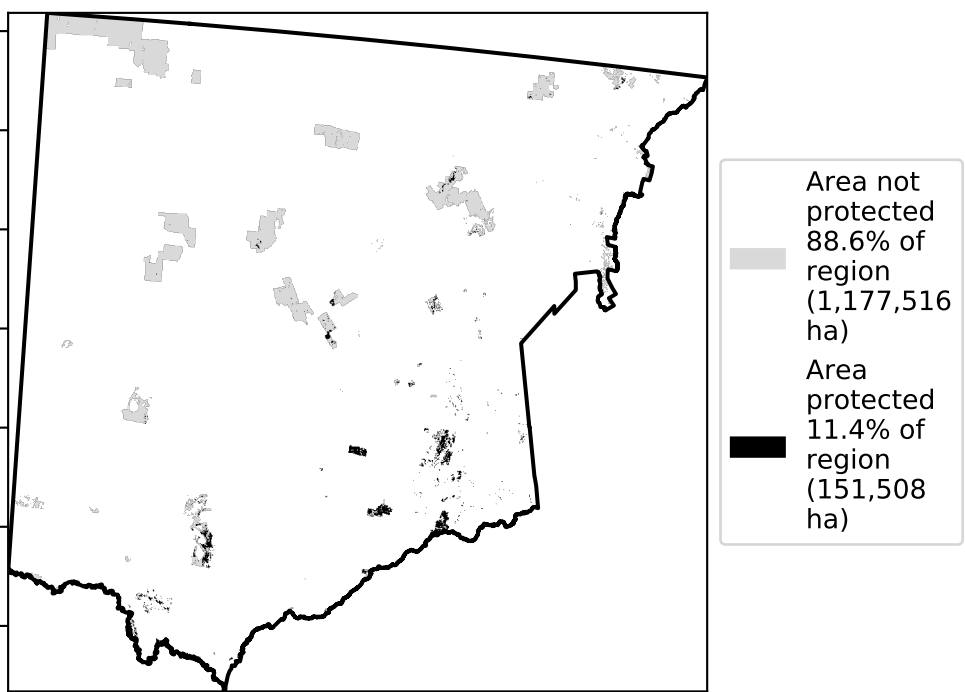 Area not
protected
88.6% of
region
(1,177,516
ha)
Area
protected
11.4% of
region
(151,508
ha)